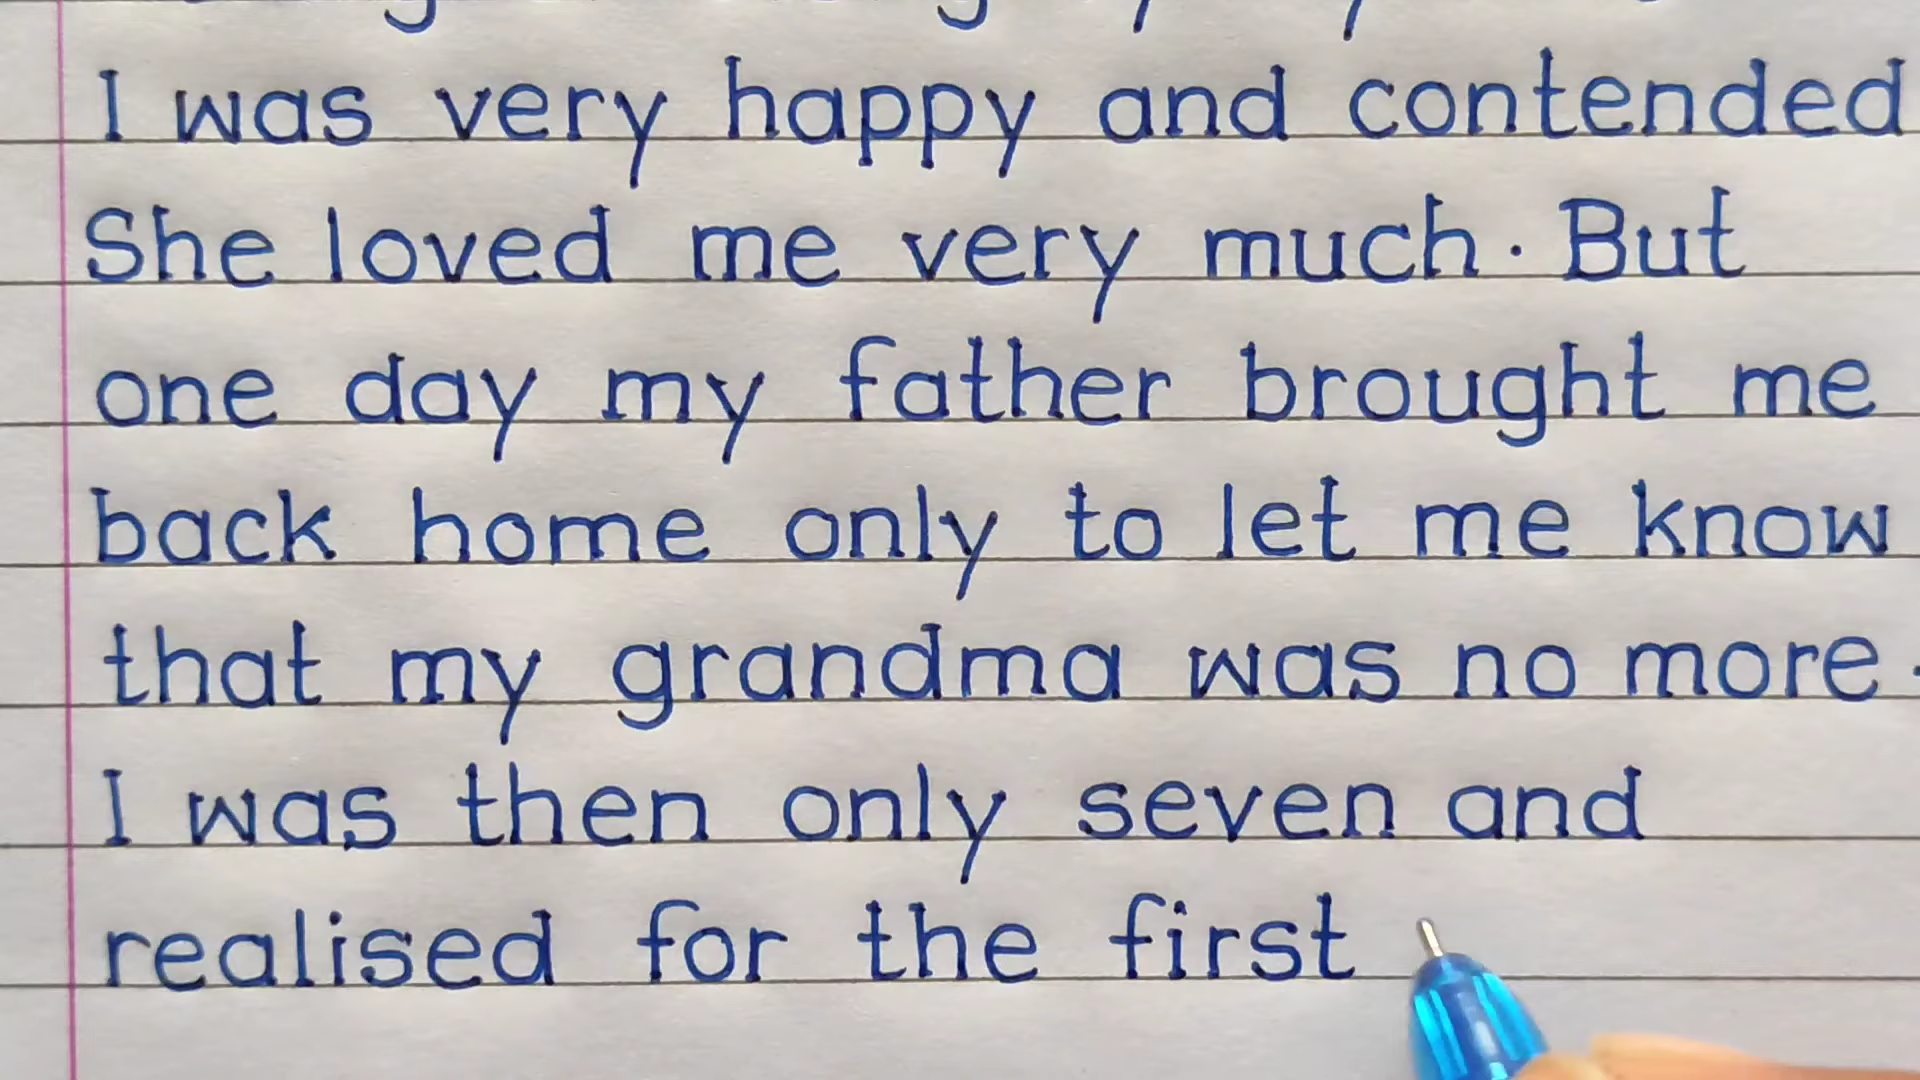 I was very happy and contended
She loved me very much. But
one day my father brought me
back home only to let me know
that my grandma was no more.
I was then only seven and
realised for the first